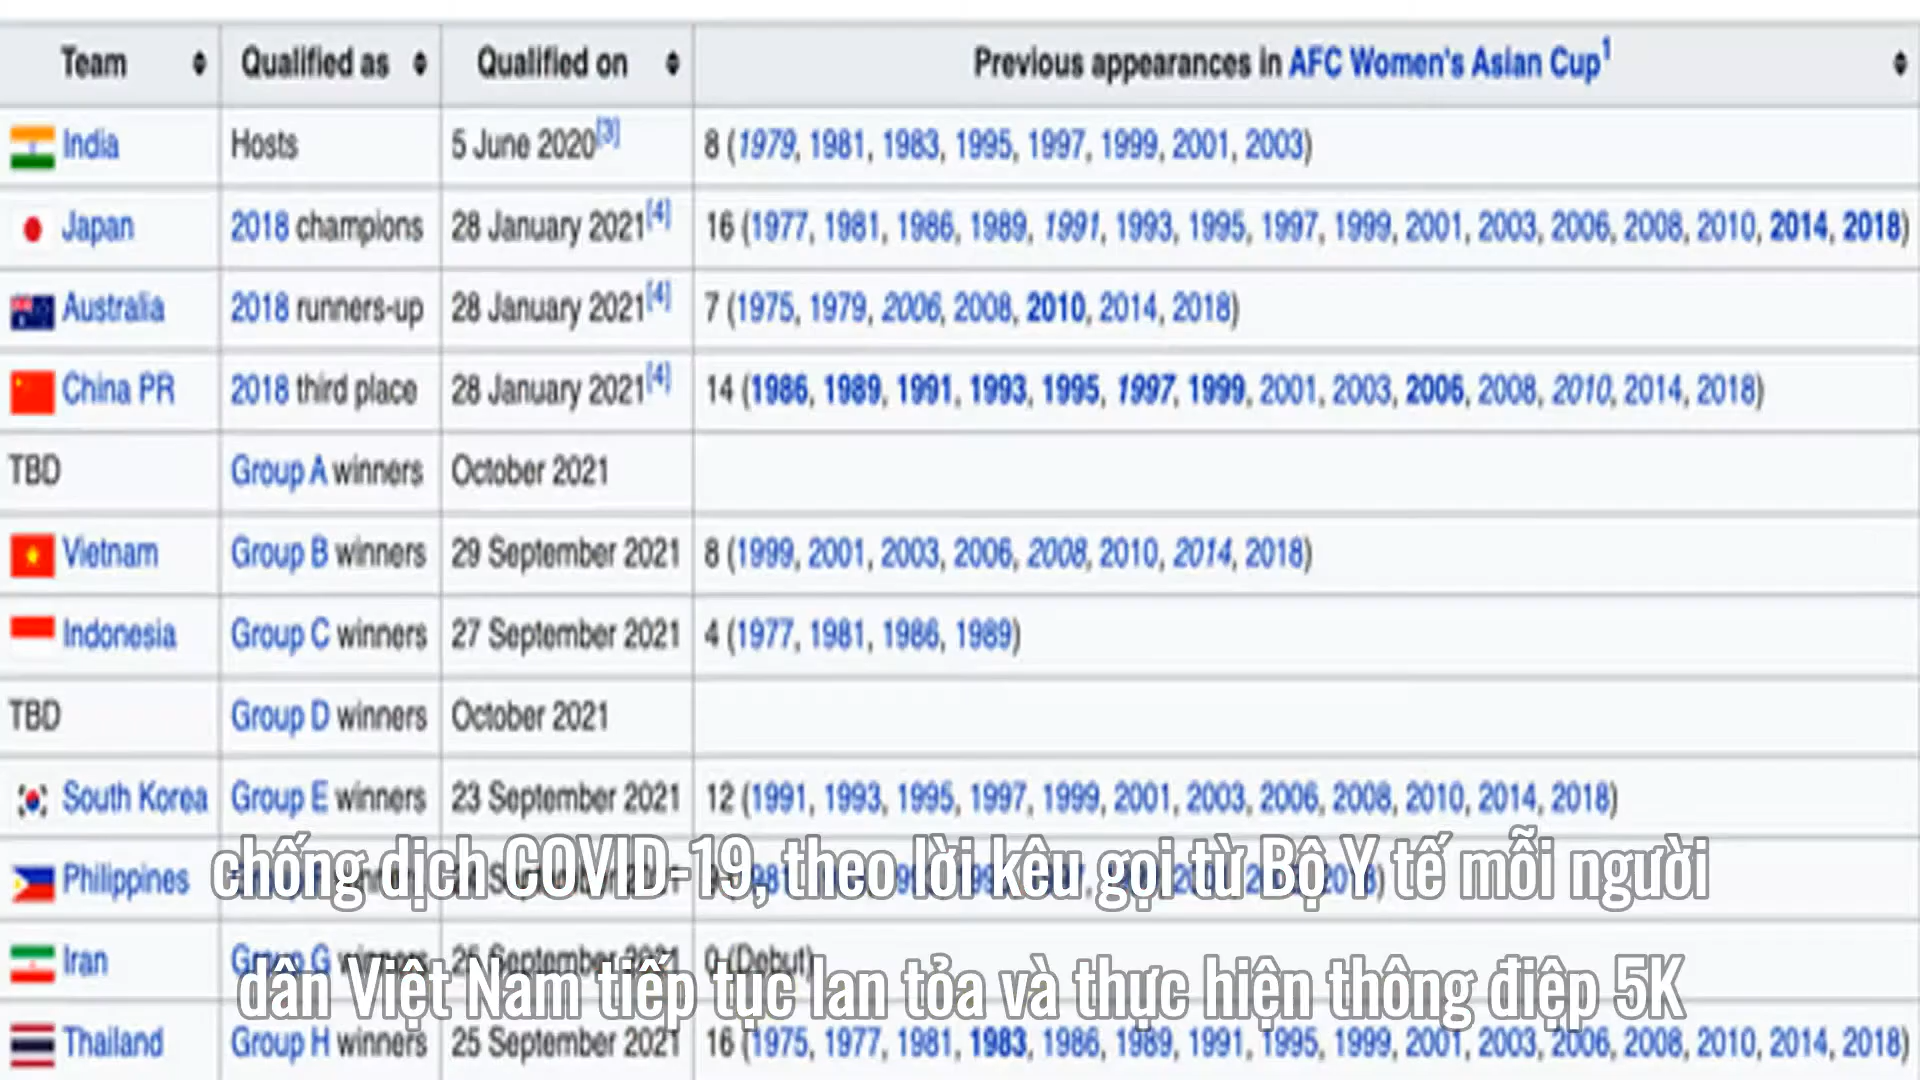 Team Qualified as Qualified on Previous appearances in AFC Women's Asian Cup1
India Hosts 5 June 2020[3] 8 (1979, 1981, 1983, 1995, 1997, 1999, 2001, 2003)
Japan 2018 champions 28 January 2021[4] 16 (1977, 1981, 1986, 1989, 1991, 1993, 1995, 1997, 1999, 2001, 2003, 2006, 2008, 2010, 2014, 2018)
Australia 2018 runners-up 28 January 2021[4] 7 (1975, 1979, 2006, 2008, 2010, 2014, 2018)
China PR 2018 third place 28 January 2021[4] 14 (1986, 1989, 1991, 1993, 1995, 1997, 1999, 2001, 2003, 2006, 2008, 2010, 2014, 2018)
TBD Group A winners October 2021
Vietnam Group B winners 29 September 2021 8 (1999, 2001, 2003, 2006, 2008, 2010, 2014, 2018)
Indonesia Group C winners 27 September 2021 4 (1977, 1981, 1986, 1989)
TBD Group D winners October 2021
South Korea Group E winners 23 September 2021 12 (1991, 1993, 1995, 1997, 1999, 2001, 2003, 2006, 2008, 2010, 2014, 2018)
Philippines
chống dịch COVID-19, theo lời kêu gọi từ Bộ Y tế mỗi người
Iran Group G winners 25 September 2021 0 (Debut)
dân Việt Nam tiếp tục lan tỏa và thực hiện thông điệp 5K
Thailand Group H winners 25 September 2021 16 (1975, 1977, 1981, 1983, 1986, 1989, 1991, 1995, 1999, 2001, 2003, 2006, 2008, 2010, 2014, 2018)